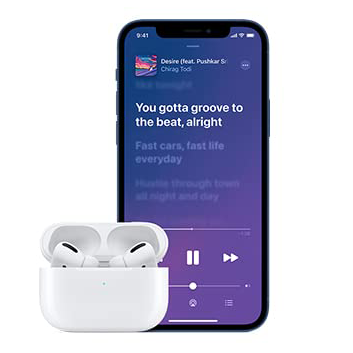 9:41
Desire (feat. Pushkar S
Chirag Todi
You gotta groove to
the beat, alright
Fast cars, fast life
everyday
Hustle through town
all night and day